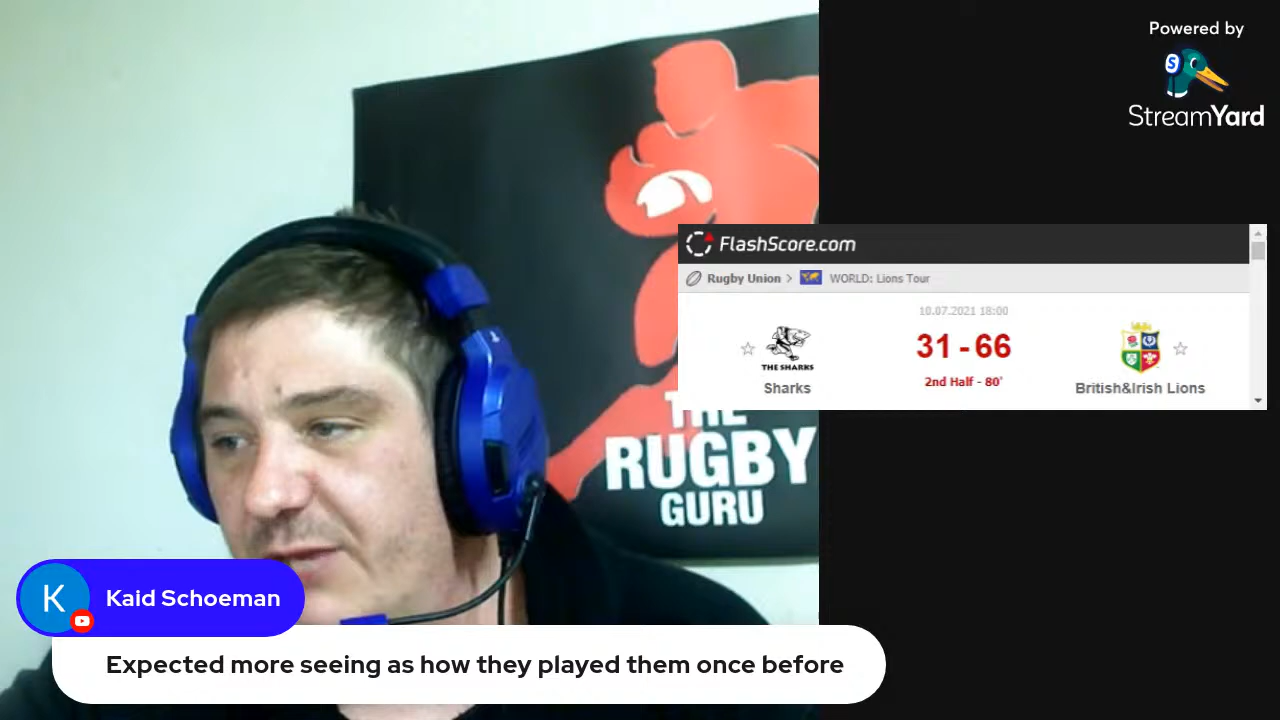 Powered by
S
StreamYard
FlashScore.com
Rugby Union > WORLD: Lions Tour
10.07.2021 18:00
31 - 66
THE SHARKS
2nd Half - 80'
Sharks
British&Irish Lions
THE
RUGBY
GURU
K
Kaid Schoeman
Expected more seeing as how they played them once before